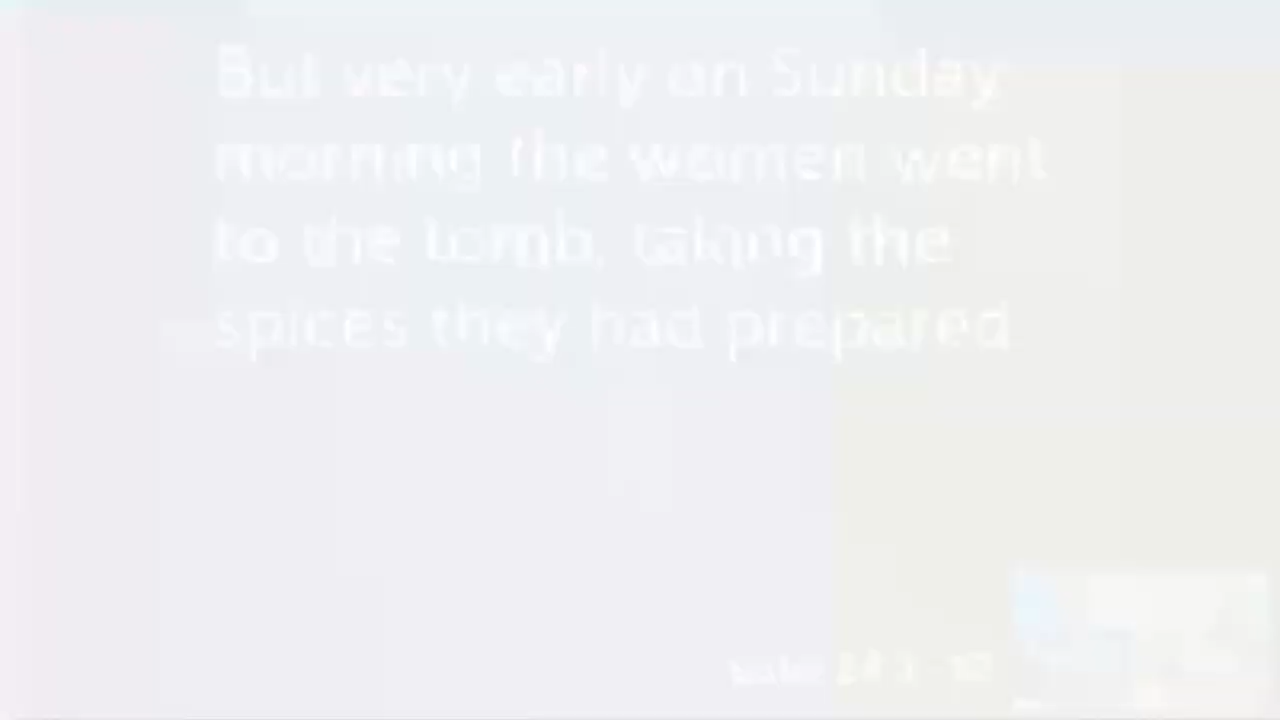 But very early on Sunday
morning the women went
to the tomb, taking the
spices they had prepared.